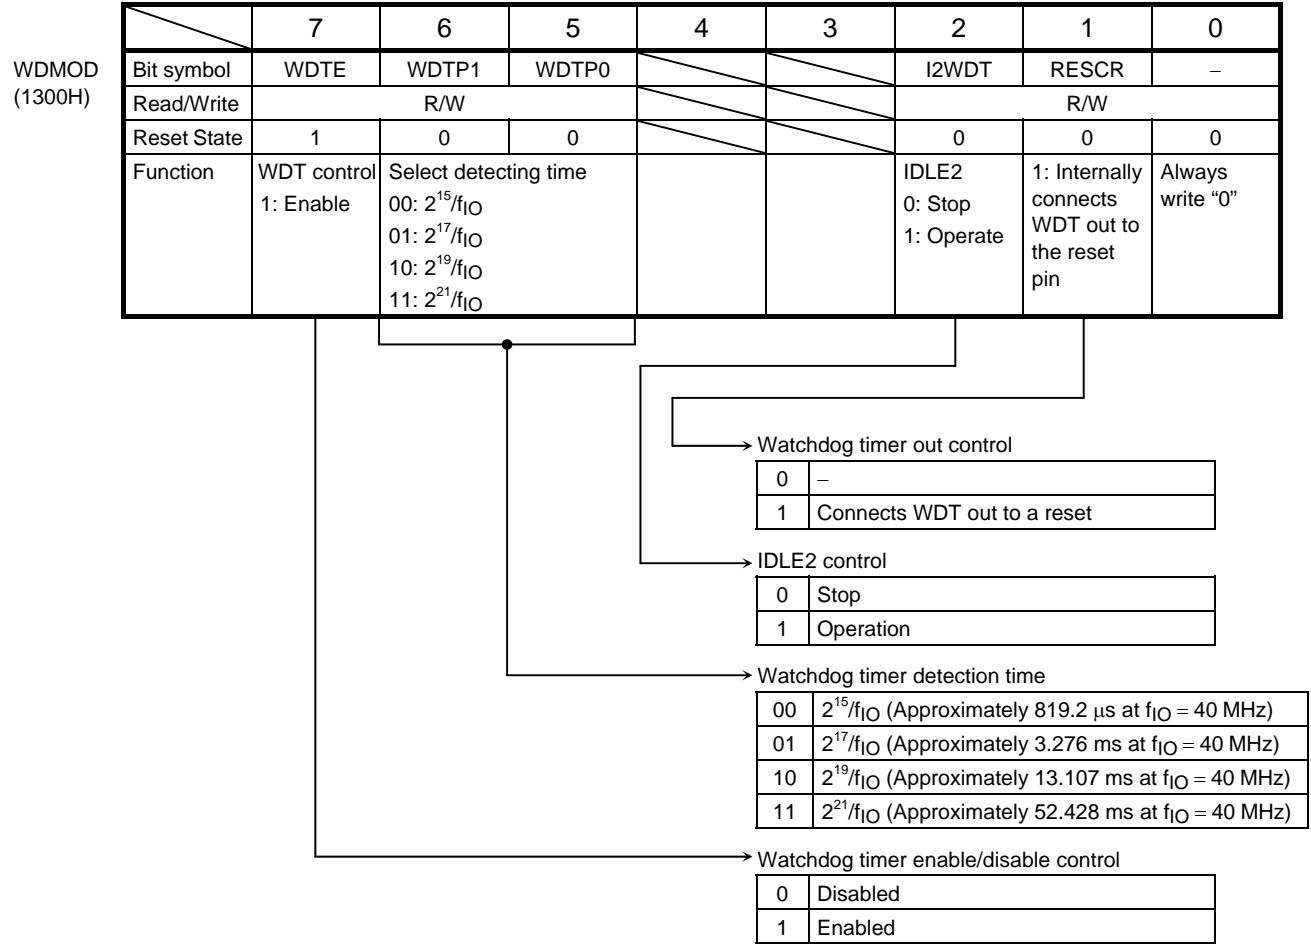 7 6 5 4 3 2 1 0
WDMOD
(1300H)
Bit symbol WDTE WDTP1 WDTP0 I2WDT RESCR –
Read/Write R/W R/W
Reset State 1 0 0 0 0 0
Function
WDT control
1: Enable
Select detecting time
00: 2^15/fIO
01: 2^17/fIO
10: 2^19/fIO
11: 2^21/fIO
IDLE2
0: Stop
1: Operate
1: Internally
connects
WDT out to
the reset
pin
Always
write “0”
Watchdog timer out control
0 –
1 Connects WDT out to a reset
IDLE2 control
0 Stop
1 Operation
Watchdog timer detection time
00 2^15/fIO (Approximately 819.2 μs at fIO = 40 MHz)
01 2^17/fIO (Approximately 3.276 ms at fIO = 40 MHz)
10 2^19/fIO (Approximately 13.107 ms at fIO = 40 MHz)
11 2^21/fIO (Approximately 52.428 ms at fIO = 40 MHz)
Watchdog timer enable/disable control
0 Disabled
1 Enabled